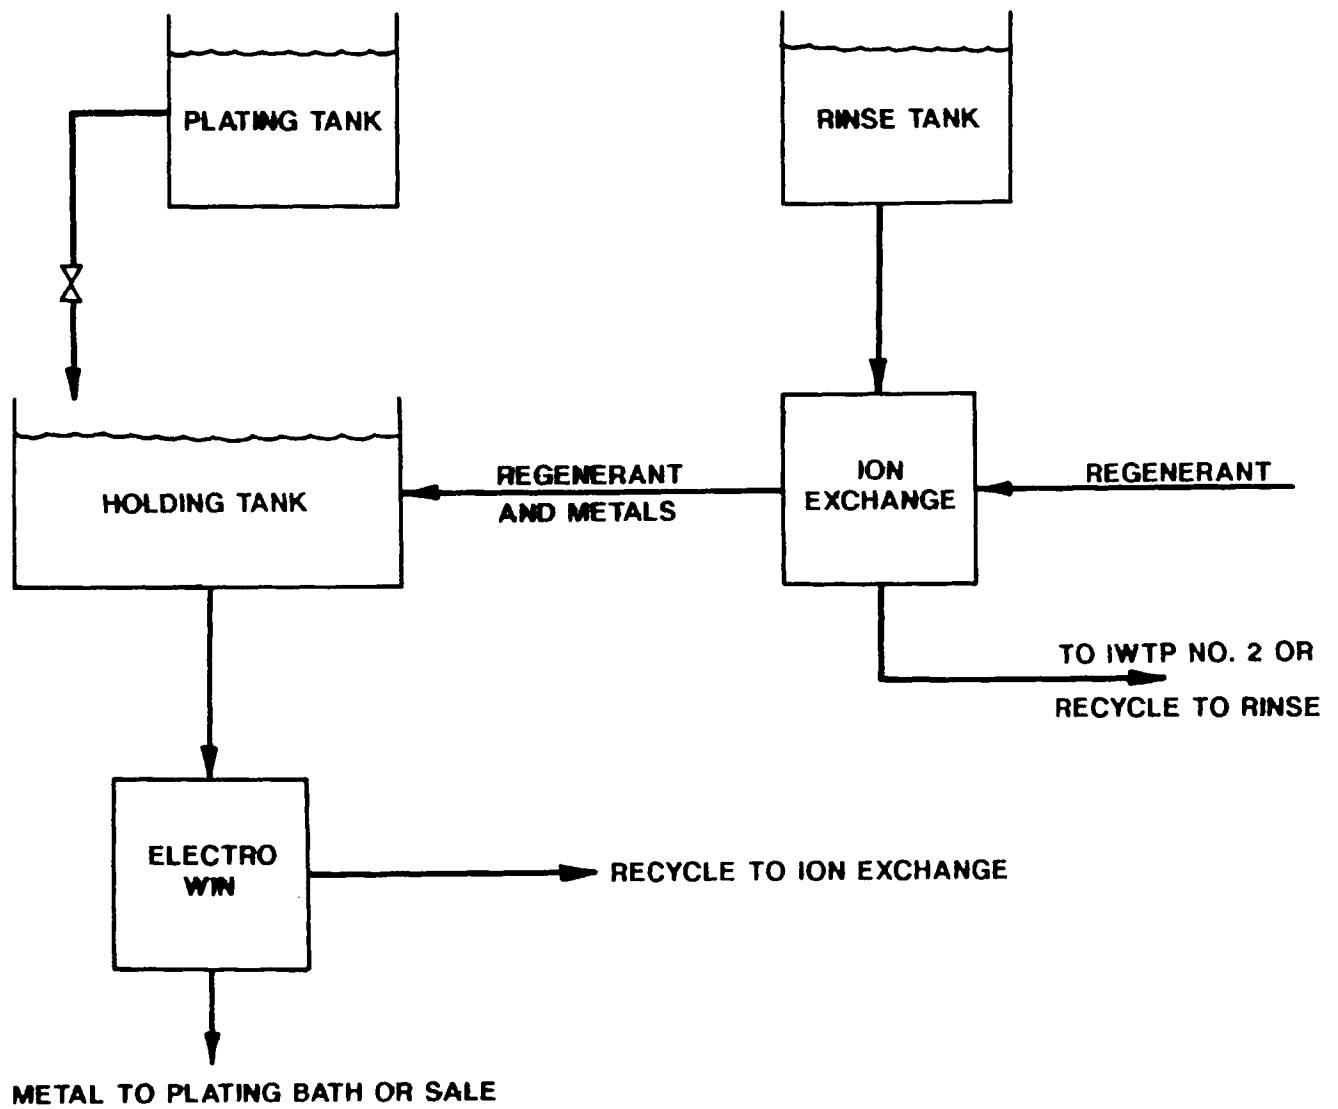 PLATING TANK
RINSE TANK
HOLDING TANK
REGENERANT
AND METALS
ION
EXCHANGE
REGENERANT
TO IWTP NO. 2 OR
RECYCLE TO RINSE
ELECTRO
WIN
RECYCLE TO ION EXCHANGE
METAL TO PLATING BATH OR SALE